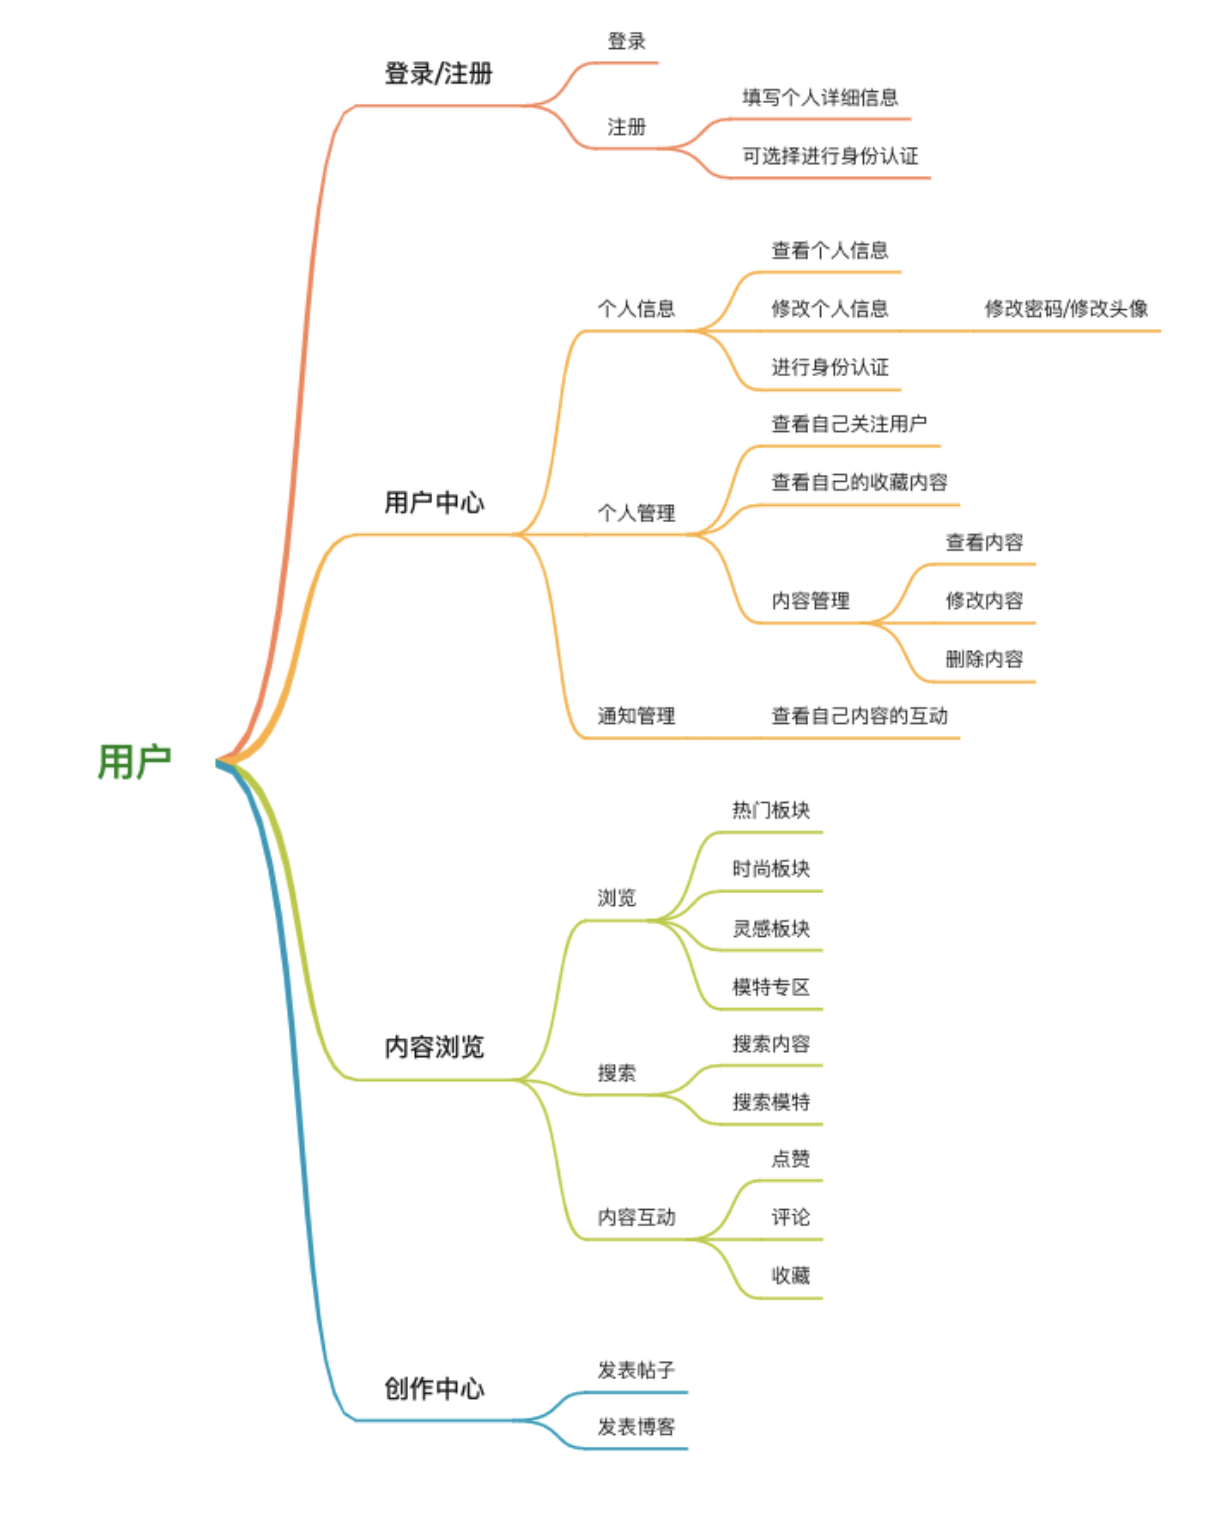 用户
登录/注册
登录
注册
填写个人详细信息
可选择进行身份认证
用户中心
个人信息
查看个人信息
修改个人信息
修改密码/修改头像
进行身份认证
个人管理
查看自己关注用户
查看自己的收藏内容
内容管理
查看内容
修改内容
删除内容
通知管理
查看自己内容的互动
内容浏览
浏览
热门板块
时尚板块
灵感板块
模特专区
搜索
搜索内容
搜索模特
内容互动
点赞
评论
收藏
创作中心
发表帖子
发表博客